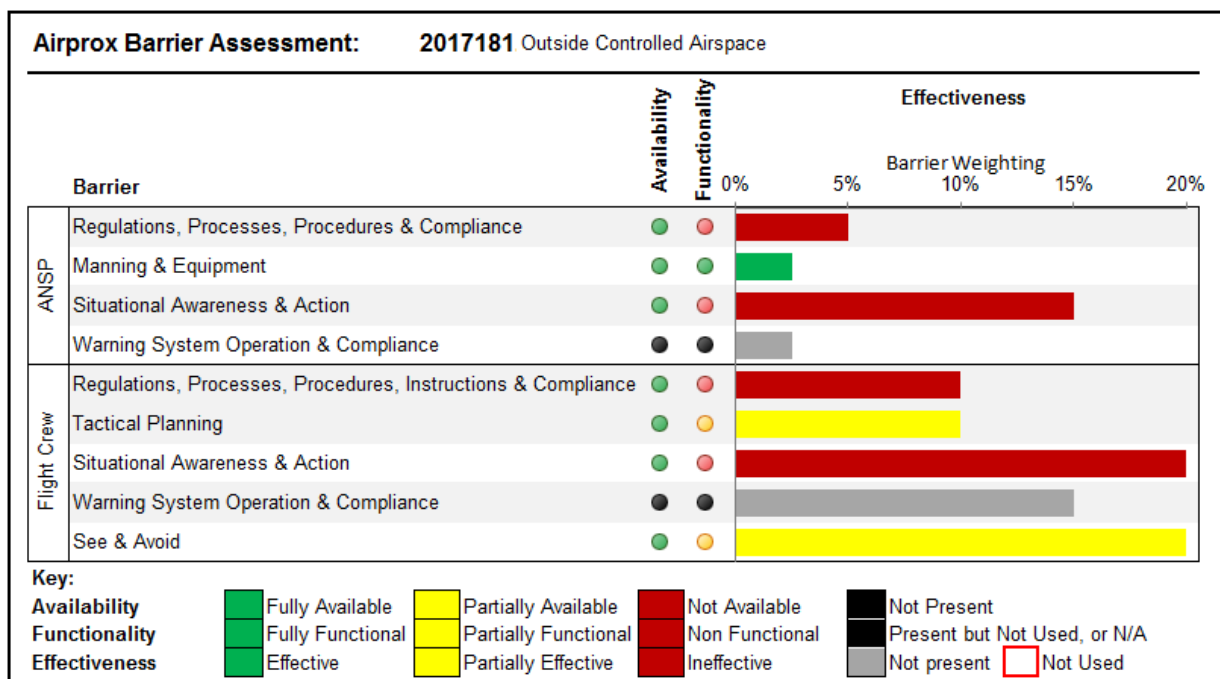 Airprox Barrier Assessment: 2017181 Outside Controlled Airspace
Barrier Availability Functionality Effectiveness
Barrier Weighting
0% 5% 10% 15% 20%
ANSP
Regulations, Processes, Procedures & Compliance
Manning & Equipment
Situational Awareness & Action
Warning System Operation & Compliance
Flight Crew
Regulations, Processes, Procedures, Instructions & Compliance
Tactical Planning
Situational Awareness & Action
Warning System Operation & Compliance
See & Avoid
Key:
Availability Fully Available Partially Available Not Available Not Present
Functionality Fully Functional Partially Functional Non Functional Present but Not Used, or N/A
Effectiveness Effective Partially Effective Ineffective Not present Not Used